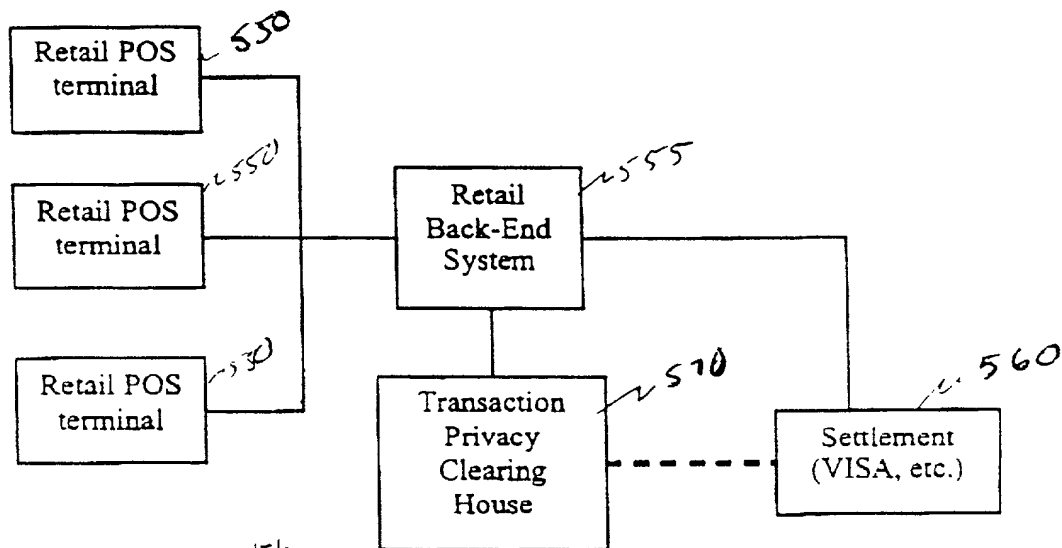 Retail POS
terminal
550
Retail POS
terminal
550
Retail POS
terminal
Retail
Back-End
System
555
Transaction
Privacy
Clearing
House
510
Settlement
(VISA, etc.)
560